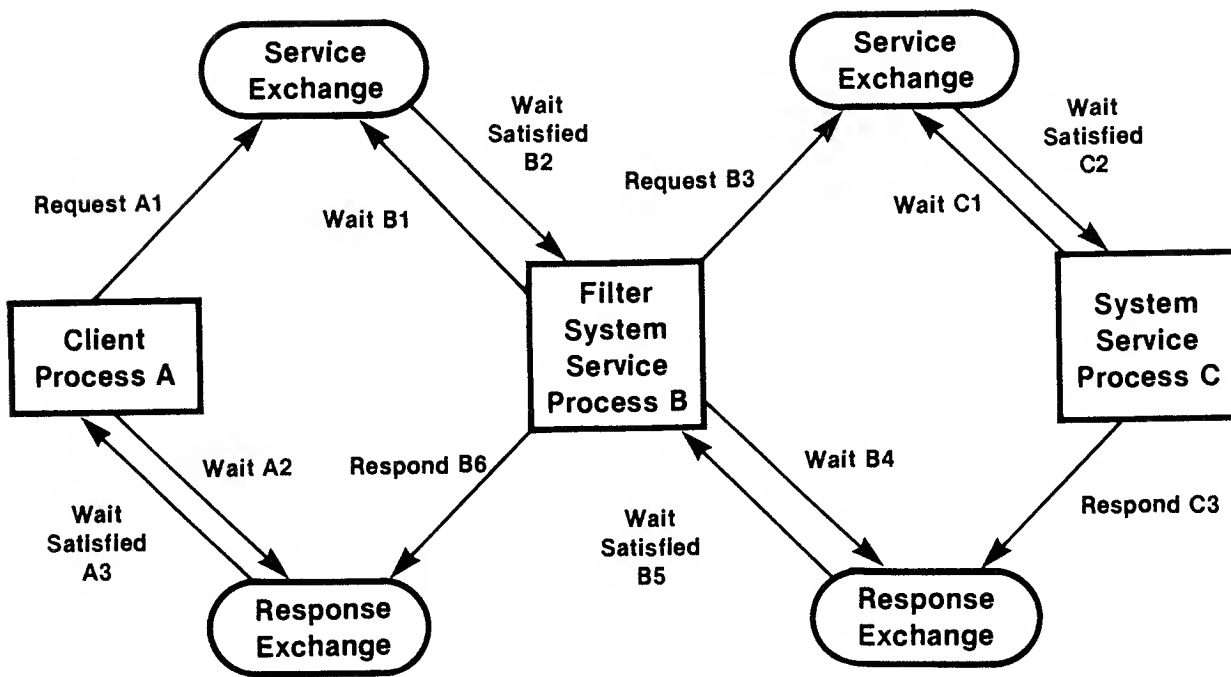 Service
Exchange
Service
Exchange
Wait
Satisfied
B2
Wait
Satisfied
C2
Request A1
Wait B1
Request B3
Wait C1
Client
Process A
Filter
System
Service
Process B
System
Service
Process C
Wait A2
Respond B6
Wait B4
Respond C3
Wait
Satisfied
A3
Wait
Satisfied
B5
Response
Exchange
Response
Exchange